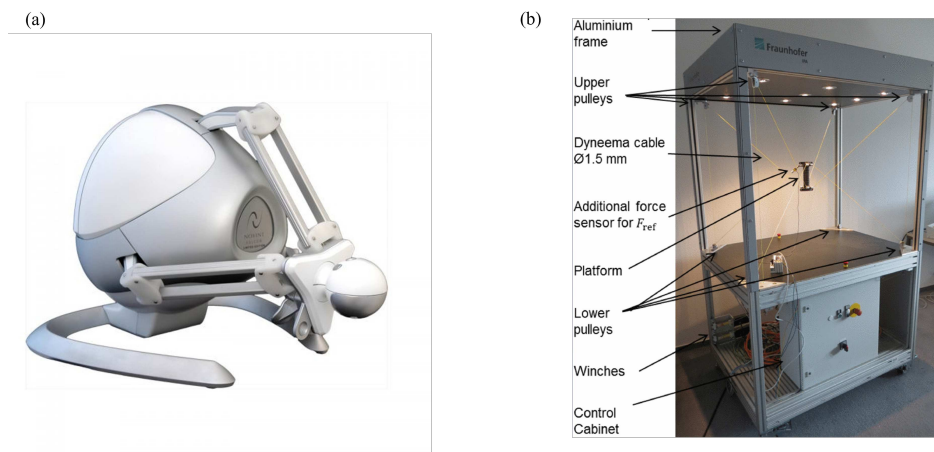 (a)
(b)
Aluminium
frame
Fraunhofer
IPA
Upper
pulleys
Dyneema cable
Ø1.5 mm
Additional force
sensor for F_ref
Platform
Lower
pulleys
Winches
Control
Cabinet